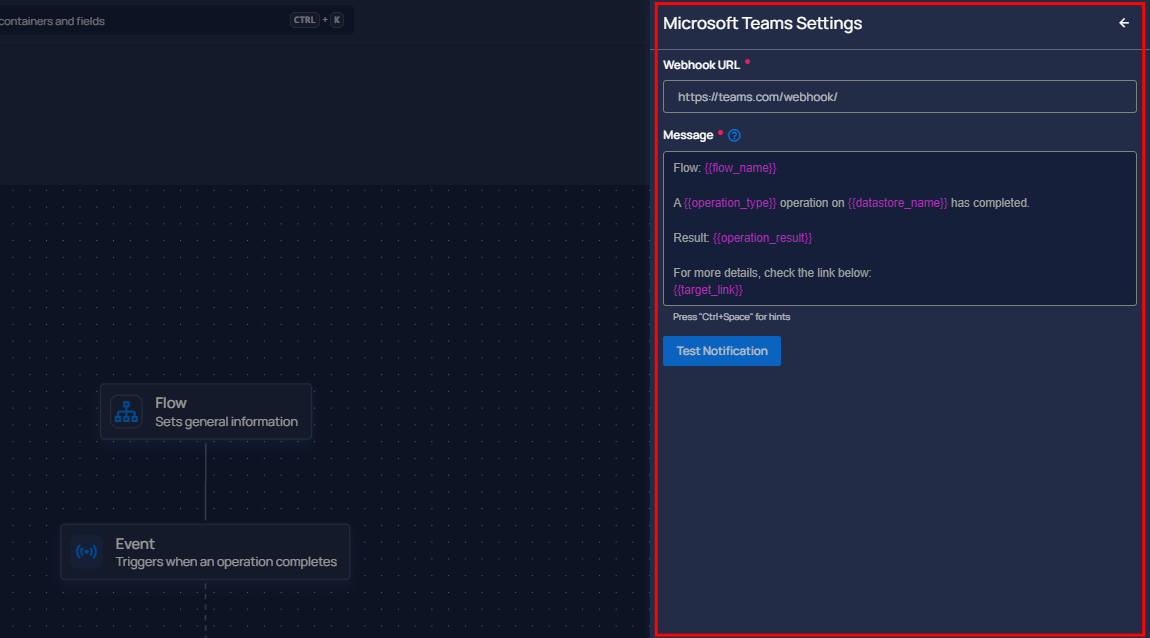 containers and fields CTRL + K
Microsoft Teams Settings
Webhook URL
https://teams.com/webhook/
Message
Flow: {{flow_name}}
A {{operation_type}} operation on {{datastore_name}} has completed.
Result: {{operation_result}}
For more details, check the link below:
{{target_link}}
Press "Ctrl+Space" for hints
Test Notification
Flow
Sets general information
Event
Triggers when an operation completes